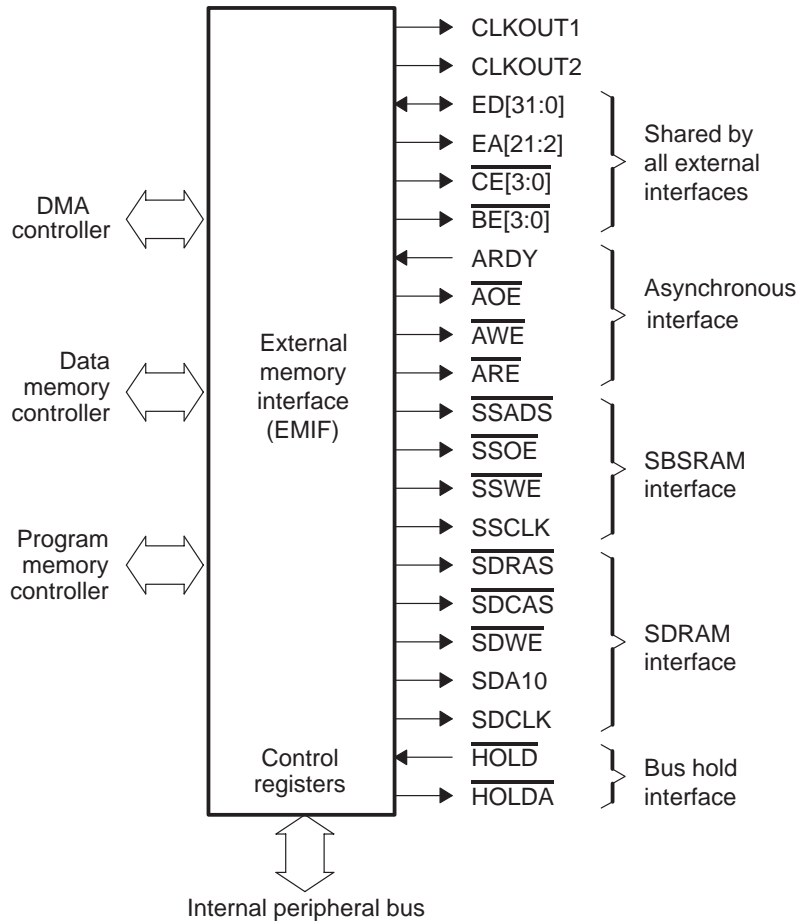 CLKOUT1
CLKOUT2
ED[31:0]
EA[21:2]
CE[3:0]
BE[3:0]
Shared by
all external
interfaces
DMA
controller
ARDY
AOE
AWE
ARE
Asynchronous
interface
Data
memory
controller
External
memory
interface
(EMIF)
SSADS
SSOE
SSWE
SSCLK
SBSRAM
interface
Program
memory
controller
SDRAS
SDCAS
SDWE
SDA10
SDCLK
SDRAM
interface
Control
registers
HOLD
HOLDA
Bus hold
interface
Internal peripheral bus